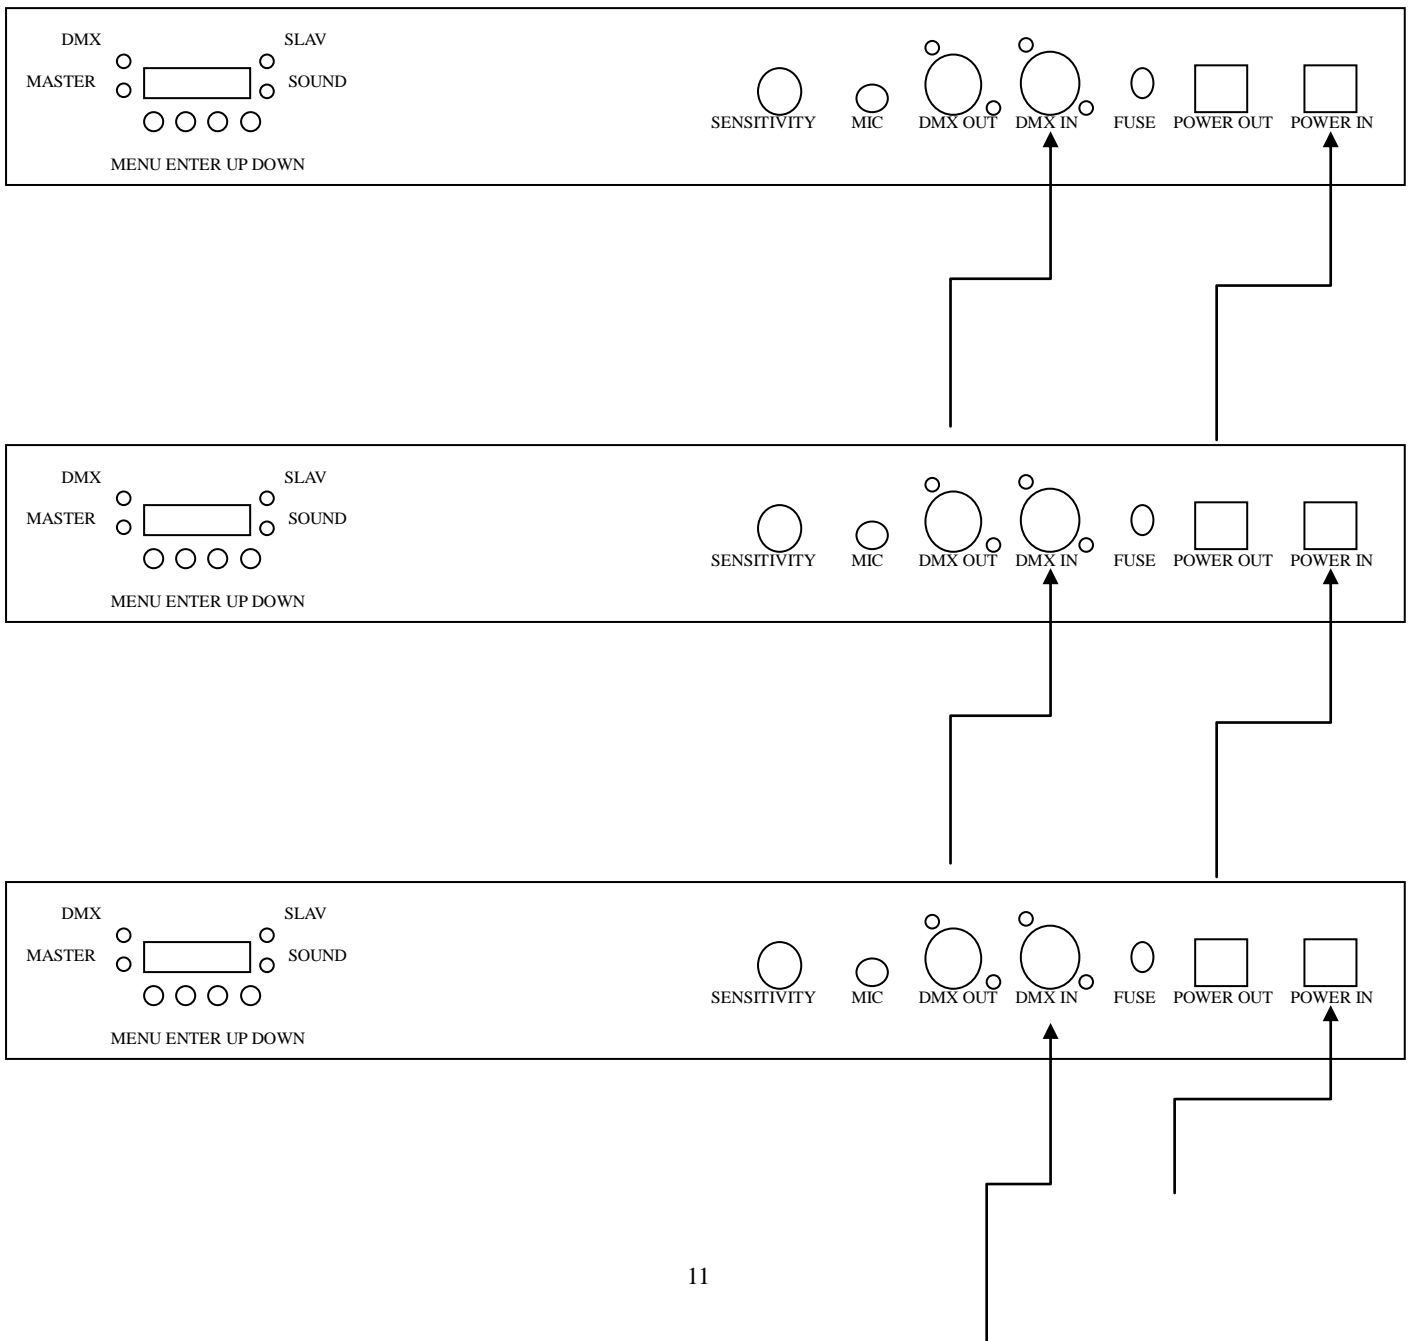 DMX SLAV
MASTER SOUND
SENSITIVITY MIC DMX OUT DMX IN FUSE POWER OUT POWER IN
MENU ENTER UP DOWN
DMX SLAV
MASTER SOUND
SENSITIVITY MIC DMX OUT DMX IN FUSE POWER OUT POWER IN
MENU ENTER UP DOWN
DMX SLAV
MASTER SOUND
SENSITIVITY MIC DMX OUT DMX IN FUSE POWER OUT POWER IN
MENU ENTER UP DOWN
11